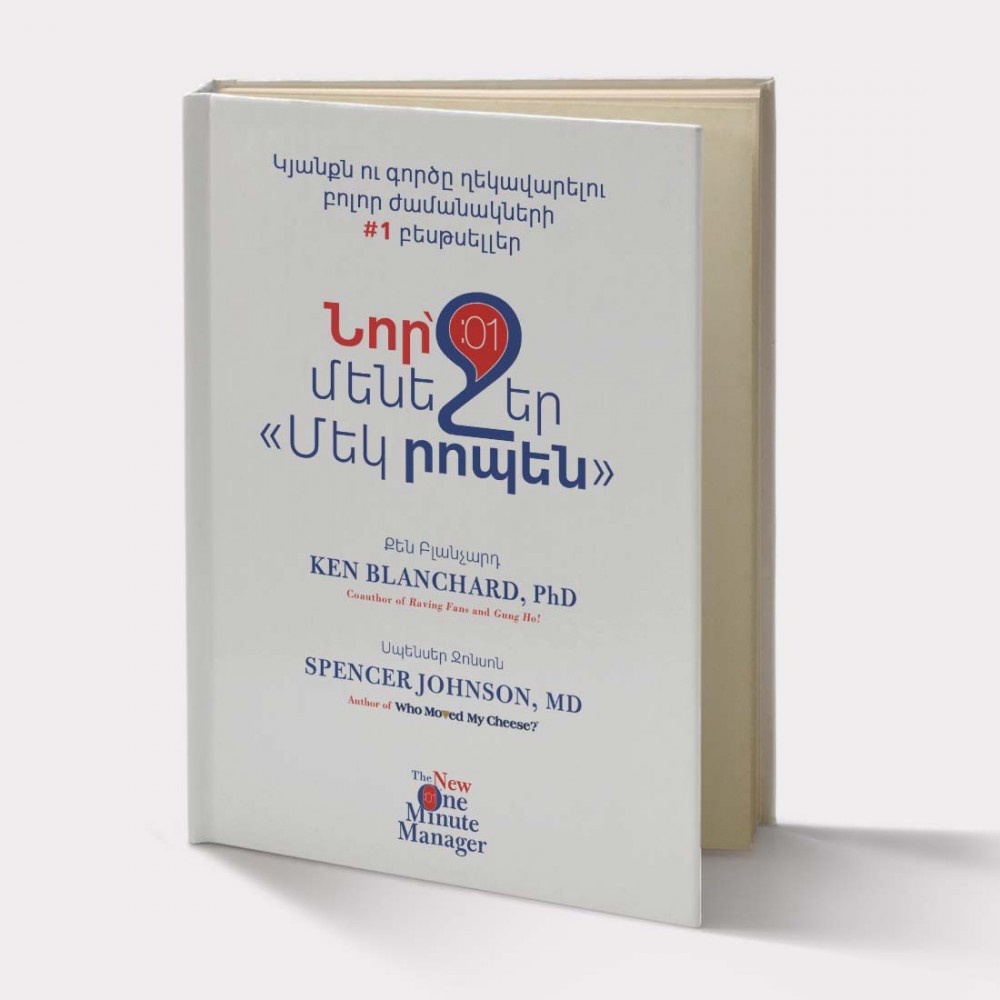 Կյանքն ու գործը ղեկավարելու
բոլոր ժամանակների
#1 բեսթսելլեր
Նոր՝ :01
մենեջեր
«Մեկ րոպեն»
Քեն Բլանչարդ
KEN BLANCHARD, PhD
Coauthor of Raving Fans and Gung Ho!
Սպենսեր Ջոնսոն
SPENCER JOHNSON, MD
Author of Who Moved My Cheese?
The New
:01 One
Minute
Manager